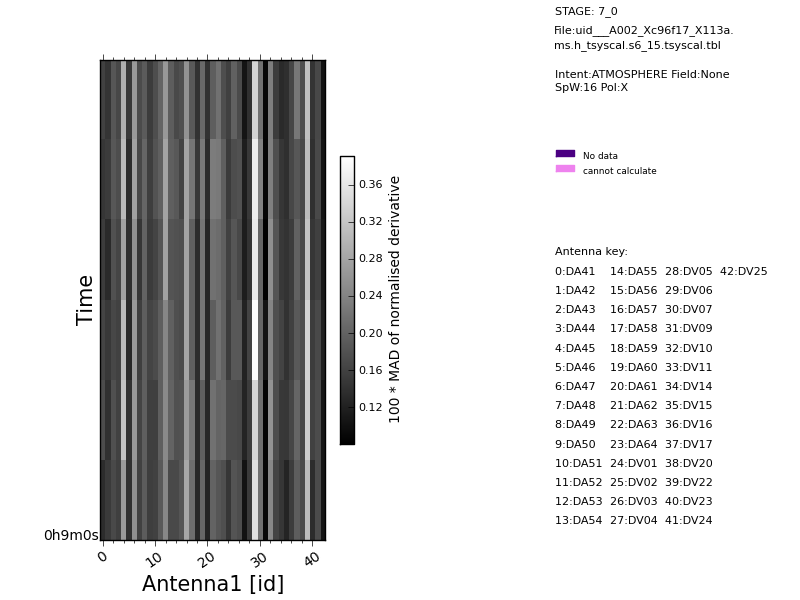 STAGE: 7_0
File:uid___A002_Xc96f17_X113a.
ms.h_tsyscal.s6_15.tsyscal.tbl
Intent:ATMOSPHERE Field:None
SpW:16 Pol:X
No data
cannot calculate
Time
0h9m0s
0 10 20 30 40
Antenna1 [id]
0.36
0.32
0.28
0.24
0.20
0.16
0.12
100 * MAD of normalised derivative
Antenna key:
0:DA41 14:DA55 28:DV05 42:DV25
1:DA42 15:DA56 29:DV06
2:DA43 16:DA57 30:DV07
3:DA44 17:DA58 31:DV09
4:DA45 18:DA59 32:DV10
5:DA46 19:DA60 33:DV11
6:DA47 20:DA61 34:DV14
7:DA48 21:DA62 35:DV15
8:DA49 22:DA63 36:DV16
9:DA50 23:DA64 37:DV17
10:DA51 24:DV01 38:DV20
11:DA52 25:DV02 39:DV22
12:DA53 26:DV03 40:DV23
13:DA54 27:DV04 41:DV24